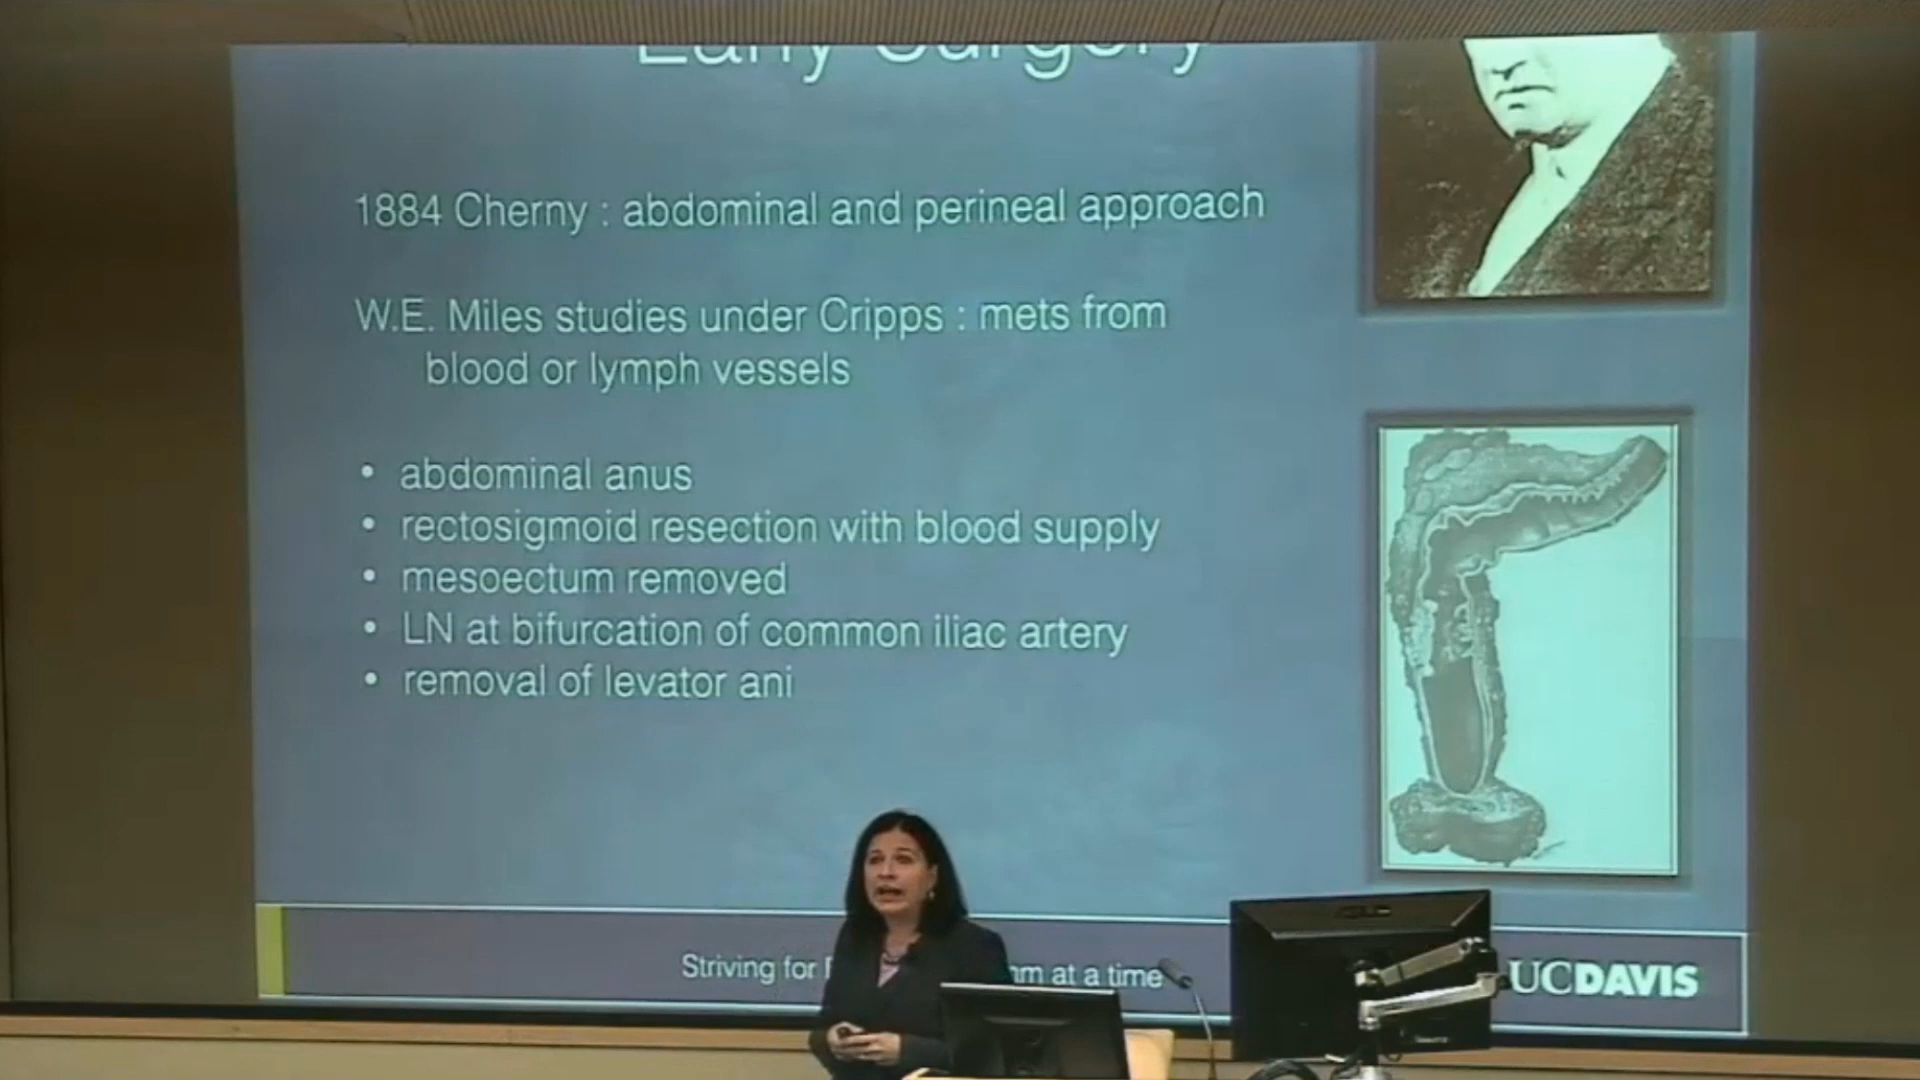 Early Surgery
1884 Cherny : abdominal and perineal approach
W.E. Miles studies under Cripps : mets from
blood or lymph vessels
• abdominal anus
• rectosigmoid resection with blood supply
• mesoectum removed
• LN at bifurcation of common iliac artery
• removal of levator ani
Striving for
at a time
UCDAVIS